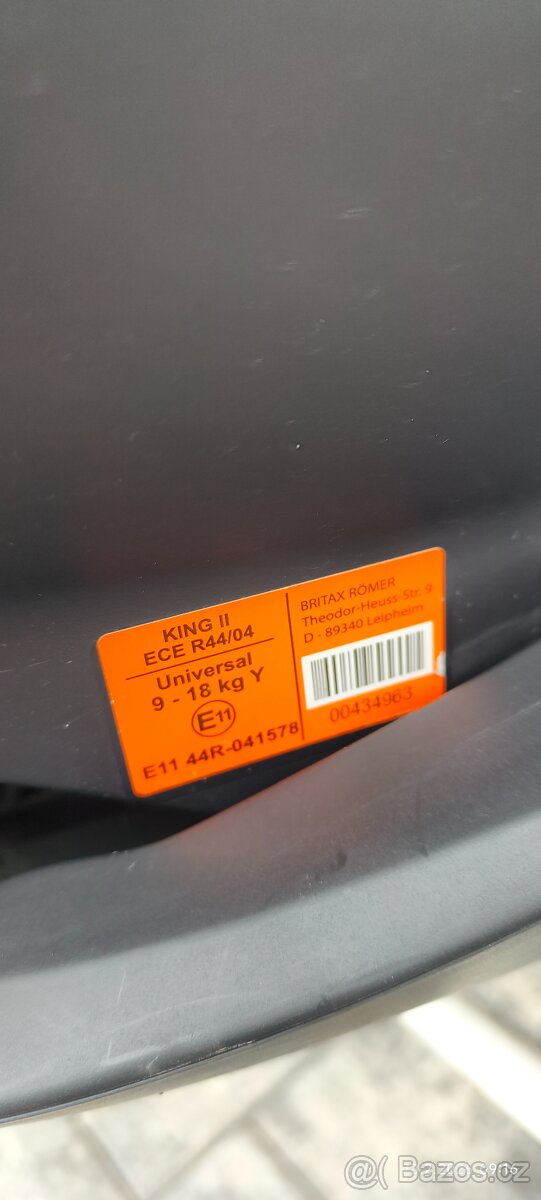 KING II
ECE R44/04
Universal
9 - 18 kg Y
E11
E11 44R-041578
BRITAX RÖMER
Theodor-Heuss-Str. 9
D - 89340 Leipheim
00434963
Bazos.cz